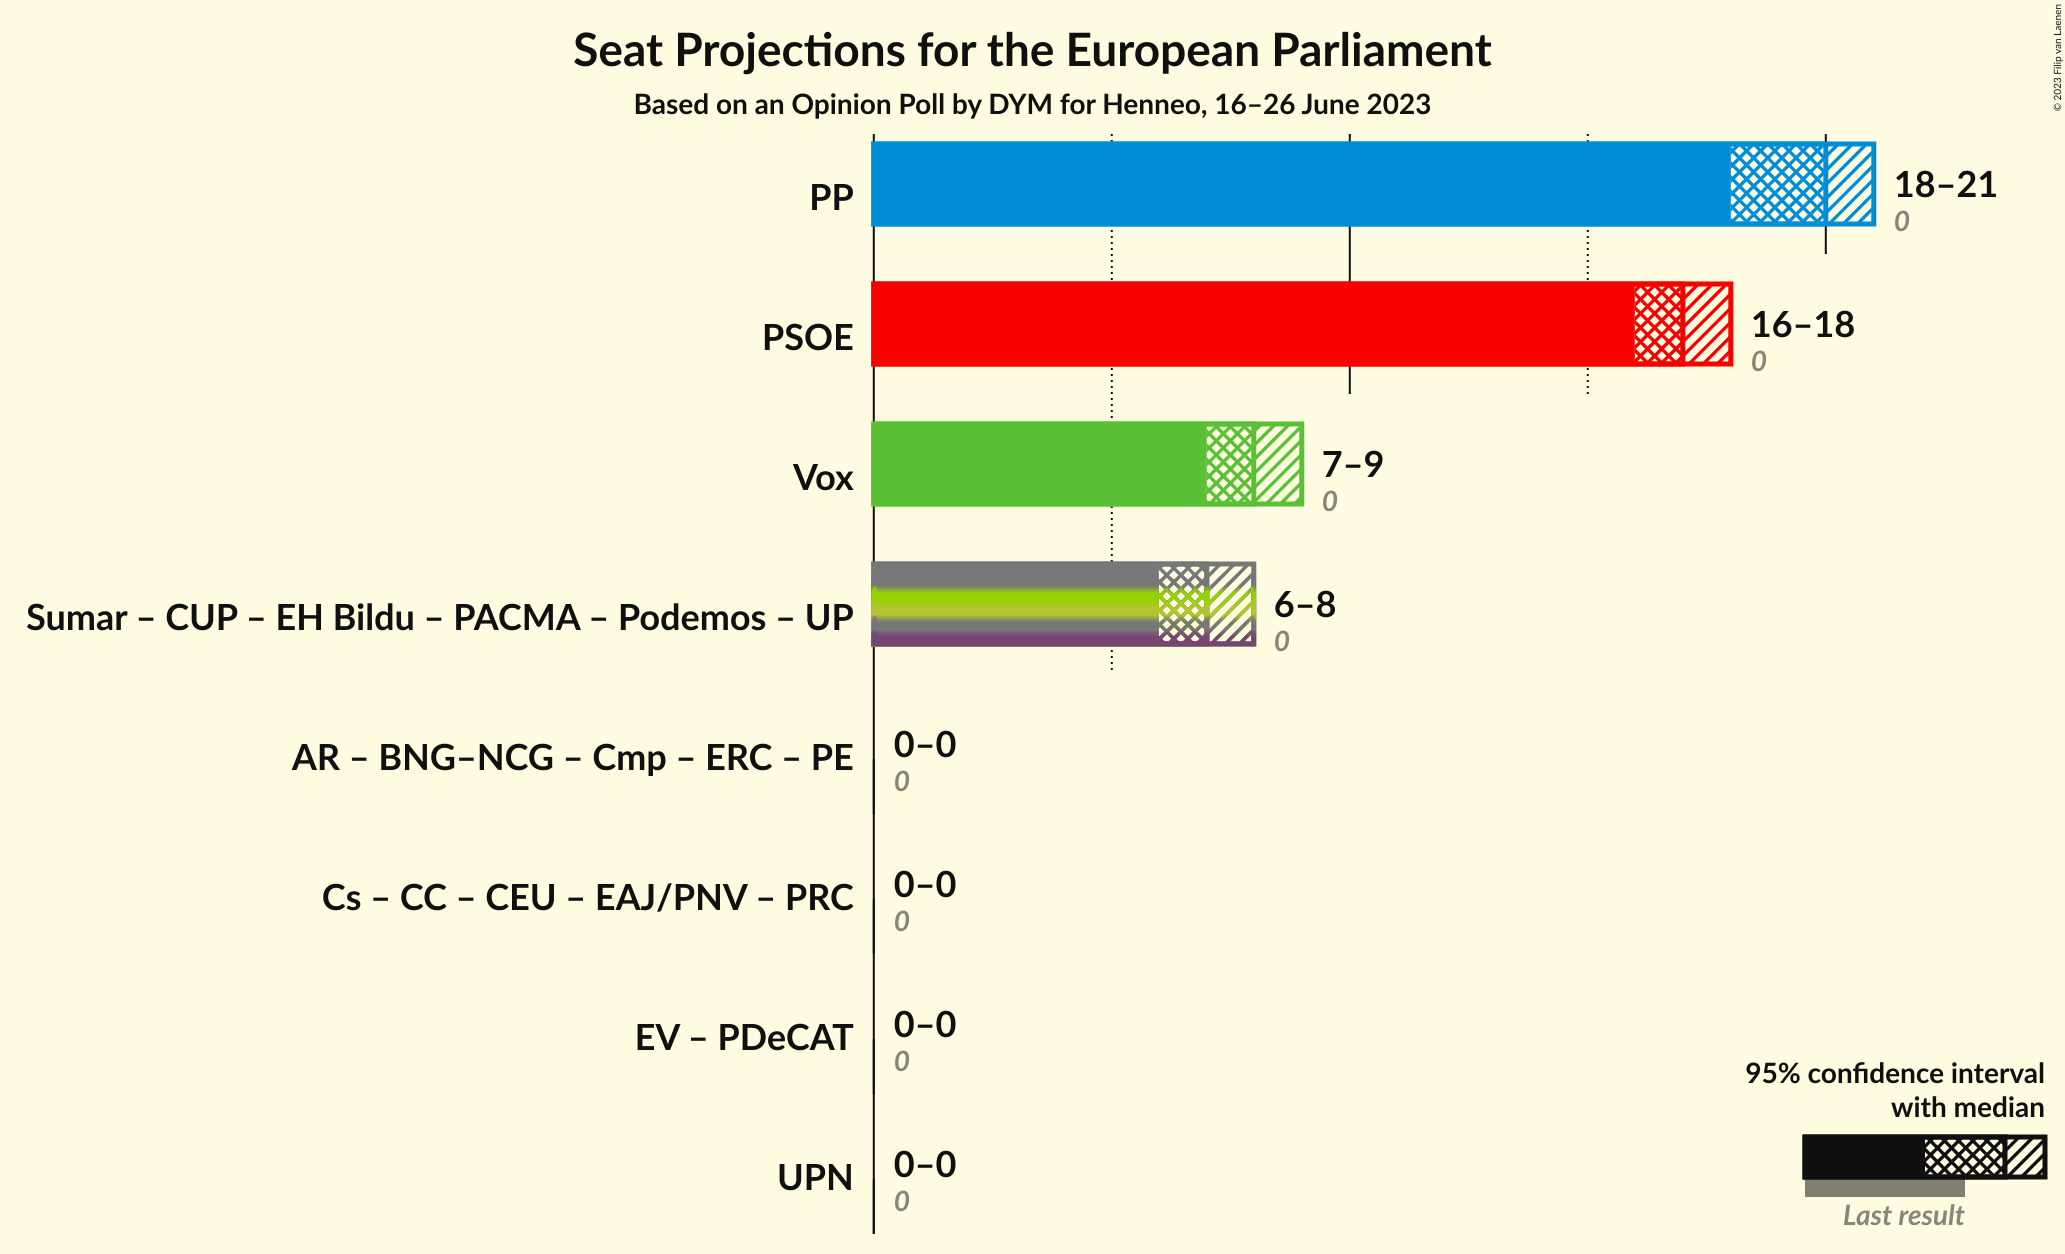 Seat Projections for the European Parliament
Based on an Opinion Poll by DYM for Henneo, 16–26 June 2023
© 2023 Filip van Laenen
PP
18–21
0
PSOE
16–18
0
Vox
7–9
0
Sumar – CUP – EH Bildu – PACMA – Podemos – UP
6–8
0
AR – BNG–NCG – Cmp – ERC – PE
0–0
0
Cs – CC – CEU – EAJ/PNV – PRC
0–0
0
EV – PDeCAT
0–0
0
UPN
0–0
0
95% confidence interval
with median
Last result